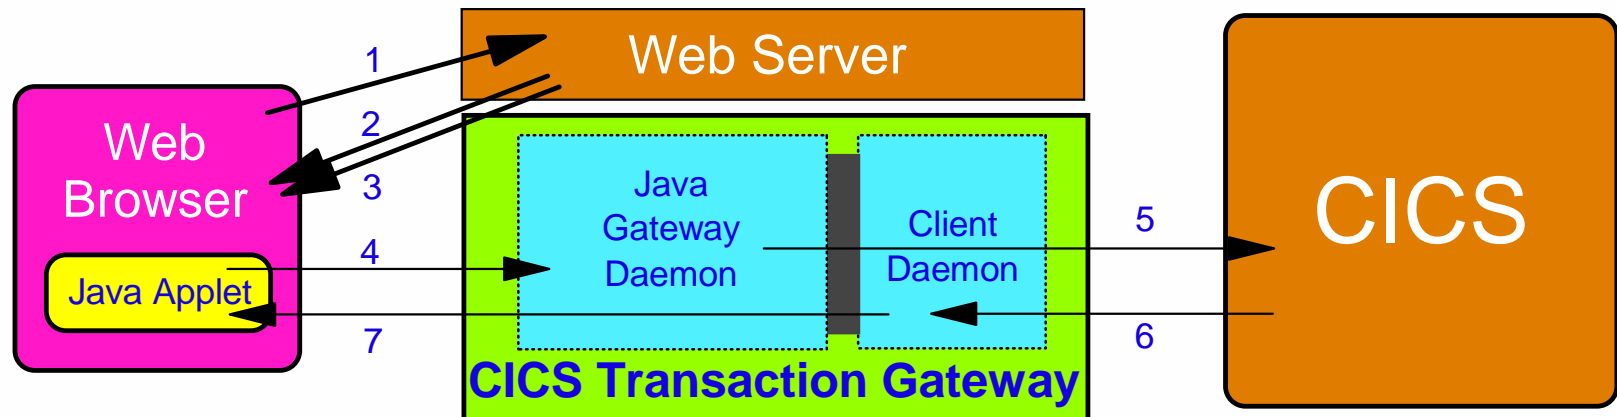 1
Web Server
2
3
Web
Browser
Java Applet
4
7
Java
Gateway
Daemon
Client
Daemon
CICS Transaction Gateway
5
6
CICS